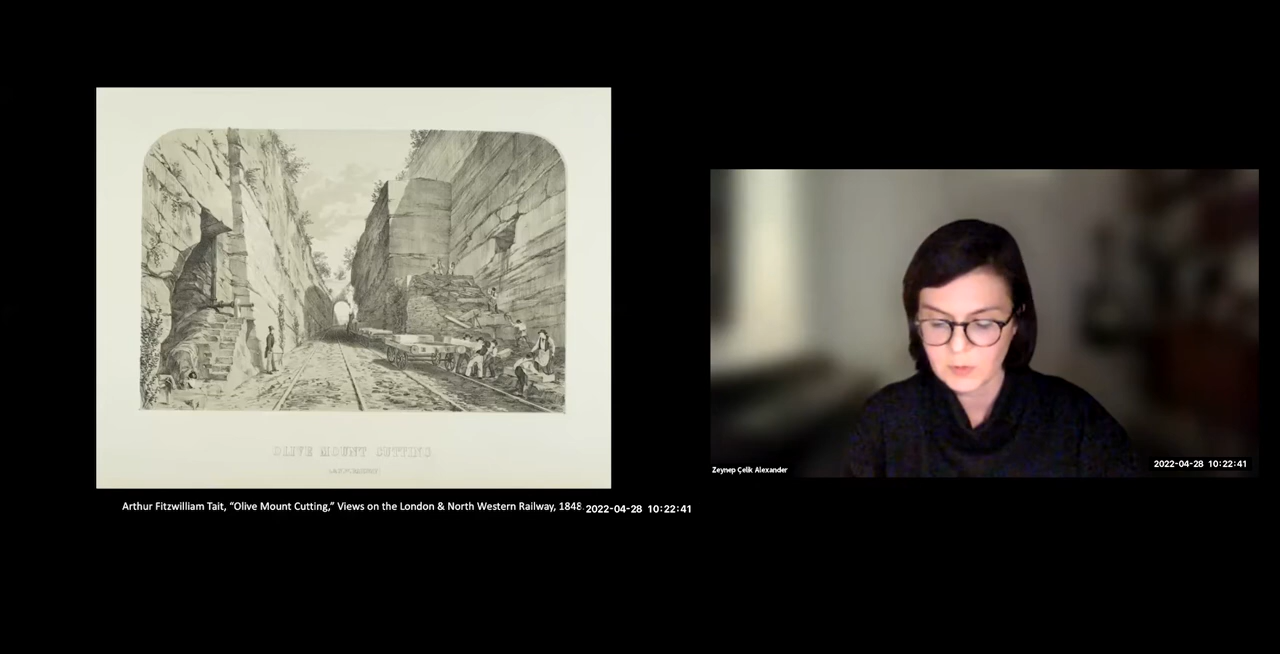 OLIVE MOUNT CUTTING
Arthur Fitzwilliam Tait, “Olive Mount Cutting,” Views on the London & North Western Railway, 1848.
2022-04-28 10:22:41
Zeynep Çelik Alexander
2022-04-28 10:22:41